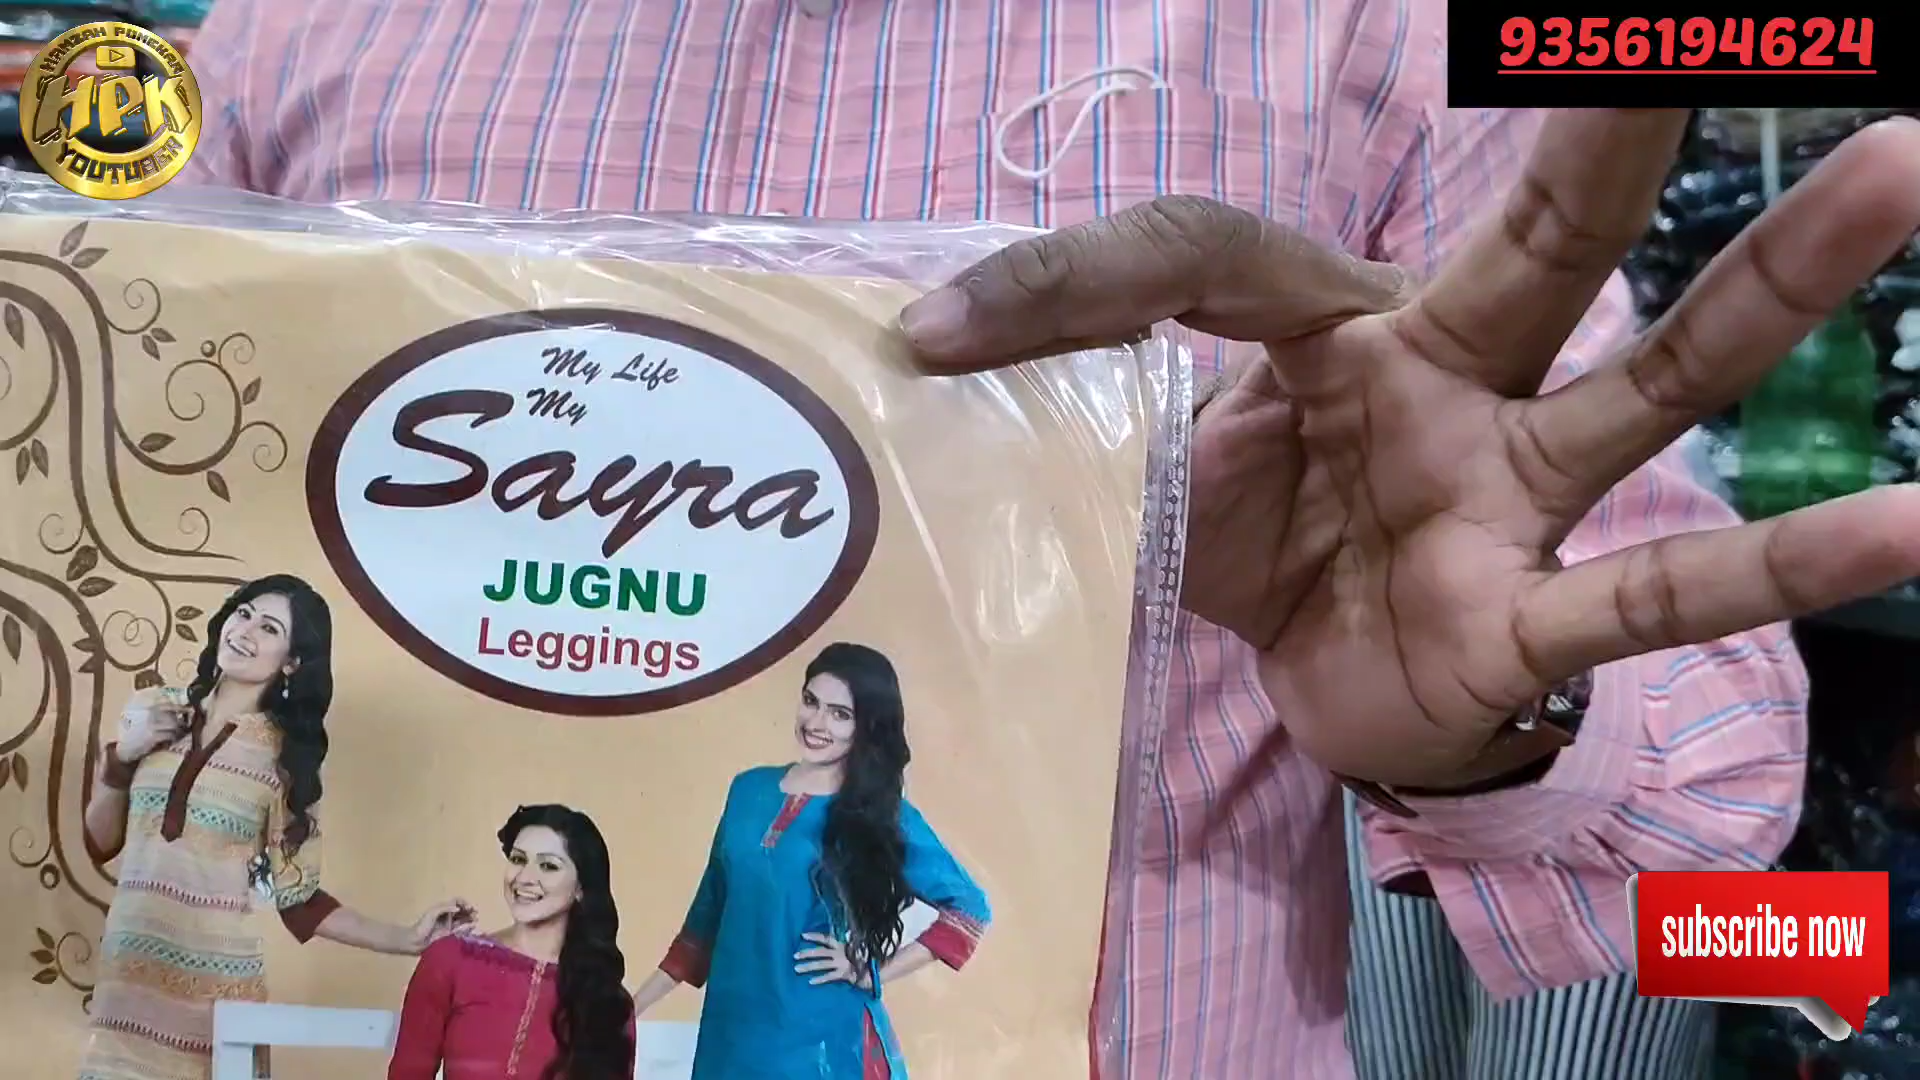 HAMZAH PUNEKAR
HPK
YOUTUBER
9356194624
My Life
My
Sayra
JUGNU
Leggings
subscribe now